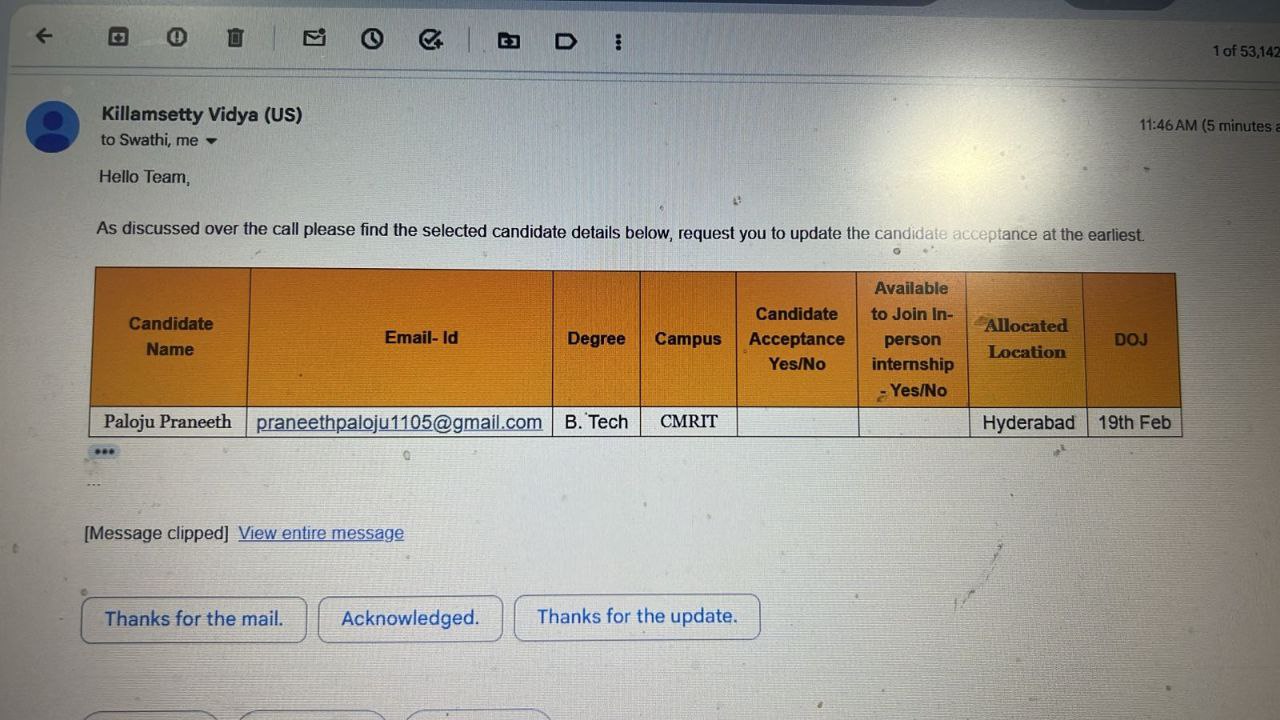 1 of 53,142
Killamsetty Vidya (US)
11:46 AM (5 minutes a
to Swathi, me
Hello Team,
As discussed over the call please find the selected candidate details below, request you to update the candidate acceptance at the earliest.
Candidate Name | Email- Id | Degree | Campus | Candidate Acceptance Yes/No | Available to Join In-person internship - Yes/No | Allocated Location | DOJ
Paloju Praneeth | praneethpaloju1105@gmail.com | B. Tech | CMRIT | | | Hyderabad | 19th Feb
...
[Message clipped] View entire message
Thanks for the mail. Acknowledged. Thanks for the update.